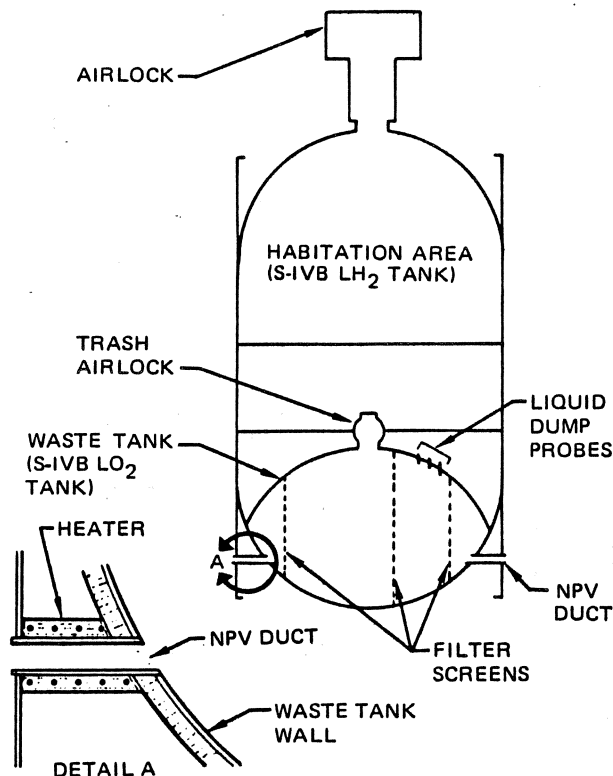 AIRLOCK
HABITATION AREA
(S-IVB LH2 TANK)
TRASH
AIRLOCK
LIQUID
DUMP
PROBES
WASTE TANK
(S-IVB LO2
TANK)
HEATER
A
NPV DUCT
NPV
DUCT
FILTER
SCREENS
WASTE TANK
WALL
DETAIL A